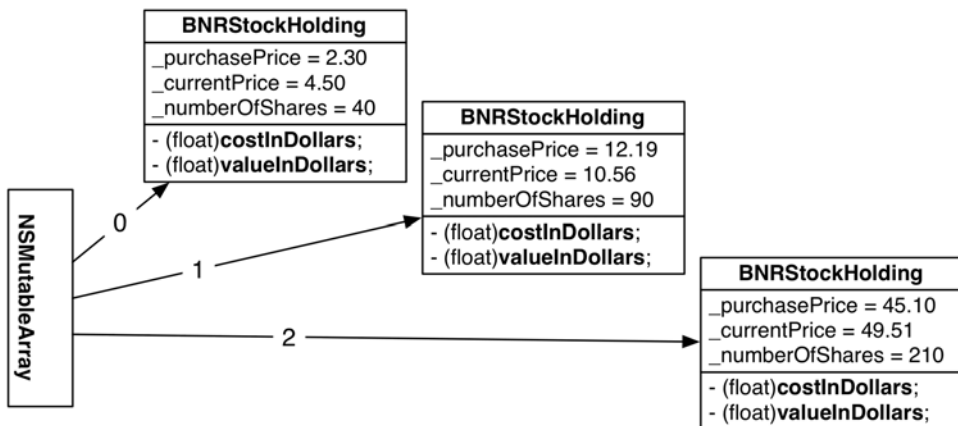 BNRStockHolding
_purchasePrice = 2.30
_currentPrice = 4.50
_numberOfShares = 40
- (float)costInDollars;
- (float)valueInDollars;
BNRStockHolding
_purchasePrice = 12.19
_currentPrice = 10.56
_numberOfShares = 90
- (float)costInDollars;
- (float)valueInDollars;
BNRStockHolding
_purchasePrice = 45.10
_currentPrice = 49.51
_numberOfShares = 210
- (float)costInDollars;
- (float)valueInDollars;
NSMutableArray
0
1
2